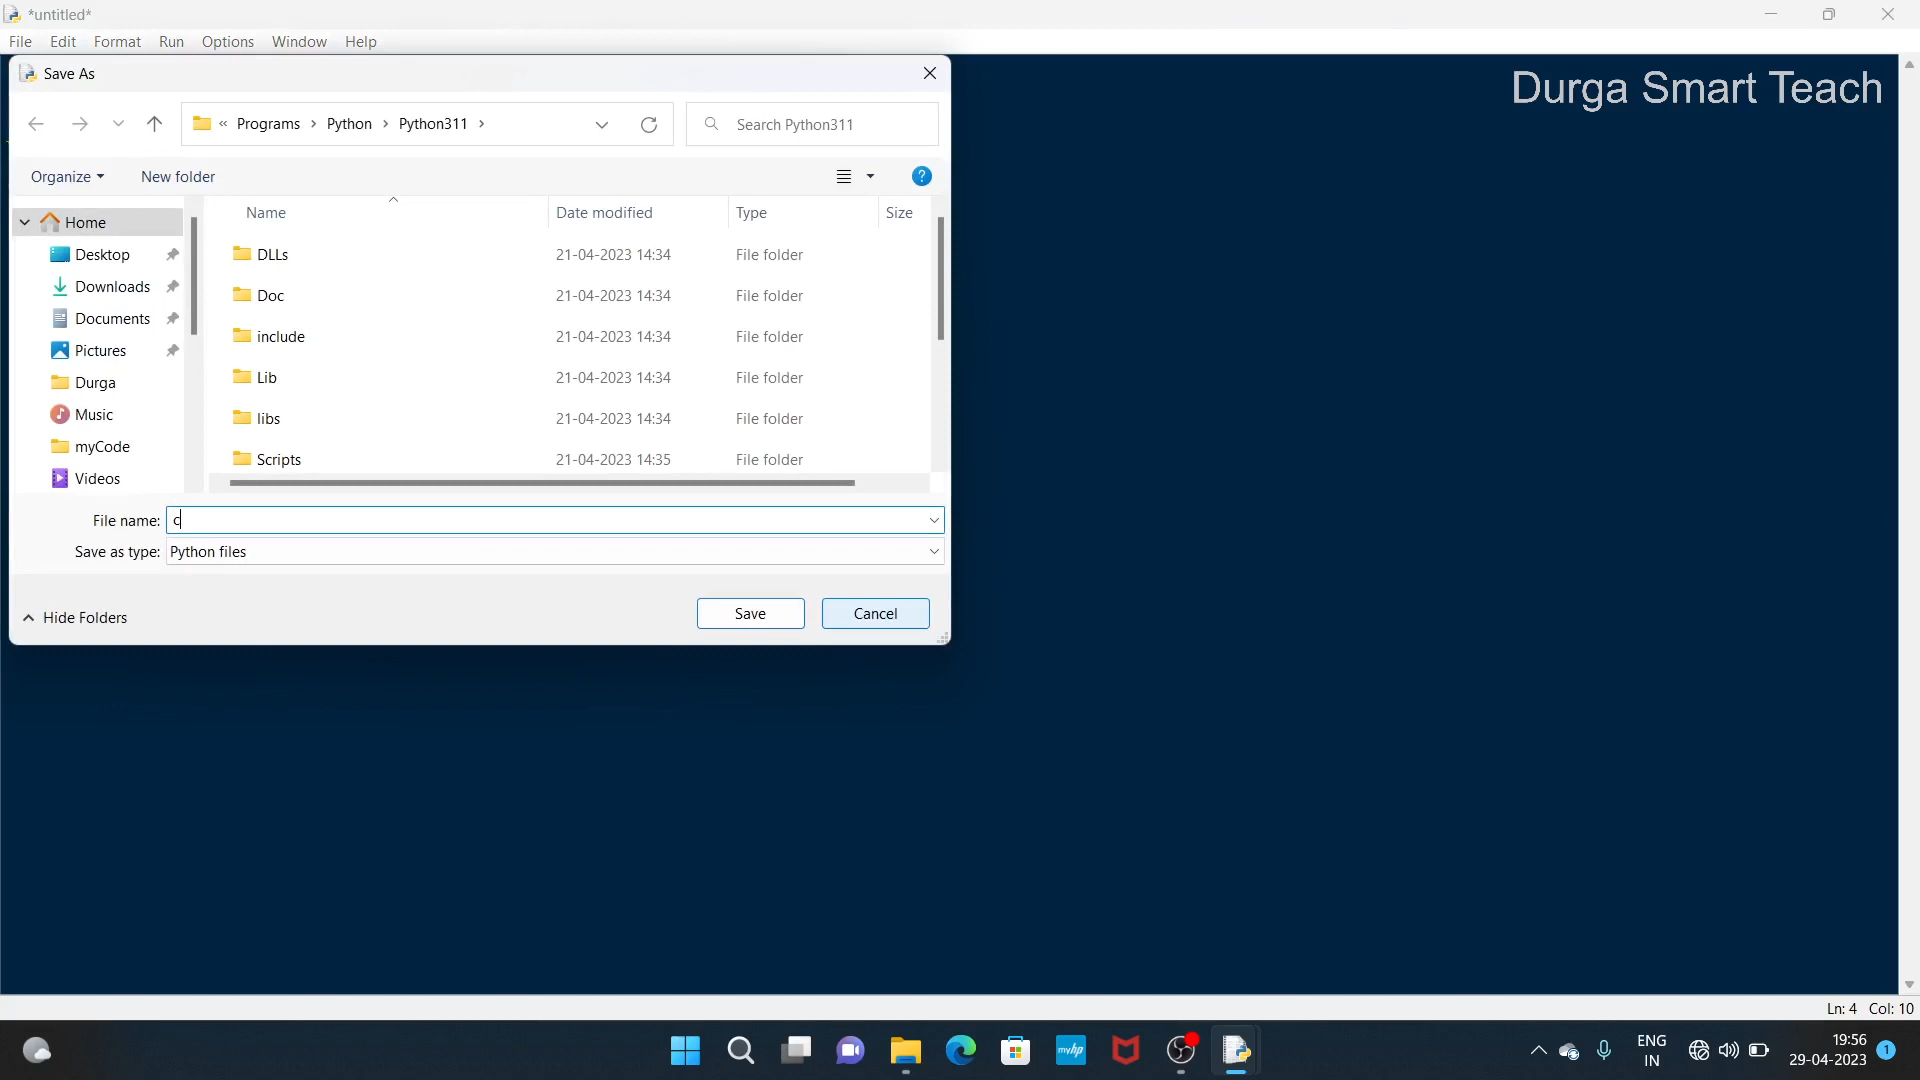 *untitled*
File Edit Format Run Options Window Help
Save As
Durga Smart Teach
« Programs › Python › Python311 ›
Search Python311
Organize
New folder
Name Date modified Type Size
Home
Desktop
Downloads
Documents
Pictures
Durga
Music
myCode
Videos
DLLs 21-04-2023 14:34 File folder
Doc 21-04-2023 14:34 File folder
include 21-04-2023 14:34 File folder
Lib 21-04-2023 14:34 File folder
libs 21-04-2023 14:34 File folder
Scripts 21-04-2023 14:35 File folder
File name: c
Save as type: Python files
Hide Folders
Save
Cancel
Ln: 4 Col: 10
myhp
ENG
IN
19:56
29-04-2023
1